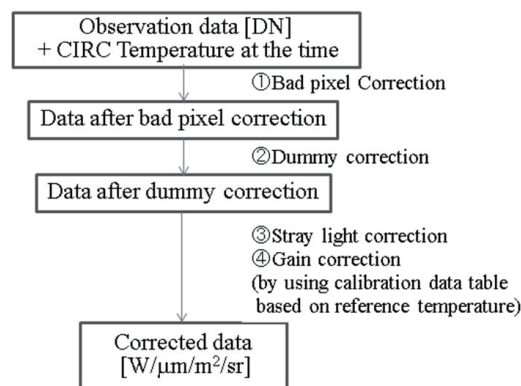 Observation data [DN]
+ CIRC Temperature at the time
①Bad pixel Correction
Data after bad pixel correction
②Dummy correction
Data after dummy correction
③Stray light correction
④Gain correction
(by using calibration data table
based on reference temperature)
Corrected data
[W/μm/m²/sr]